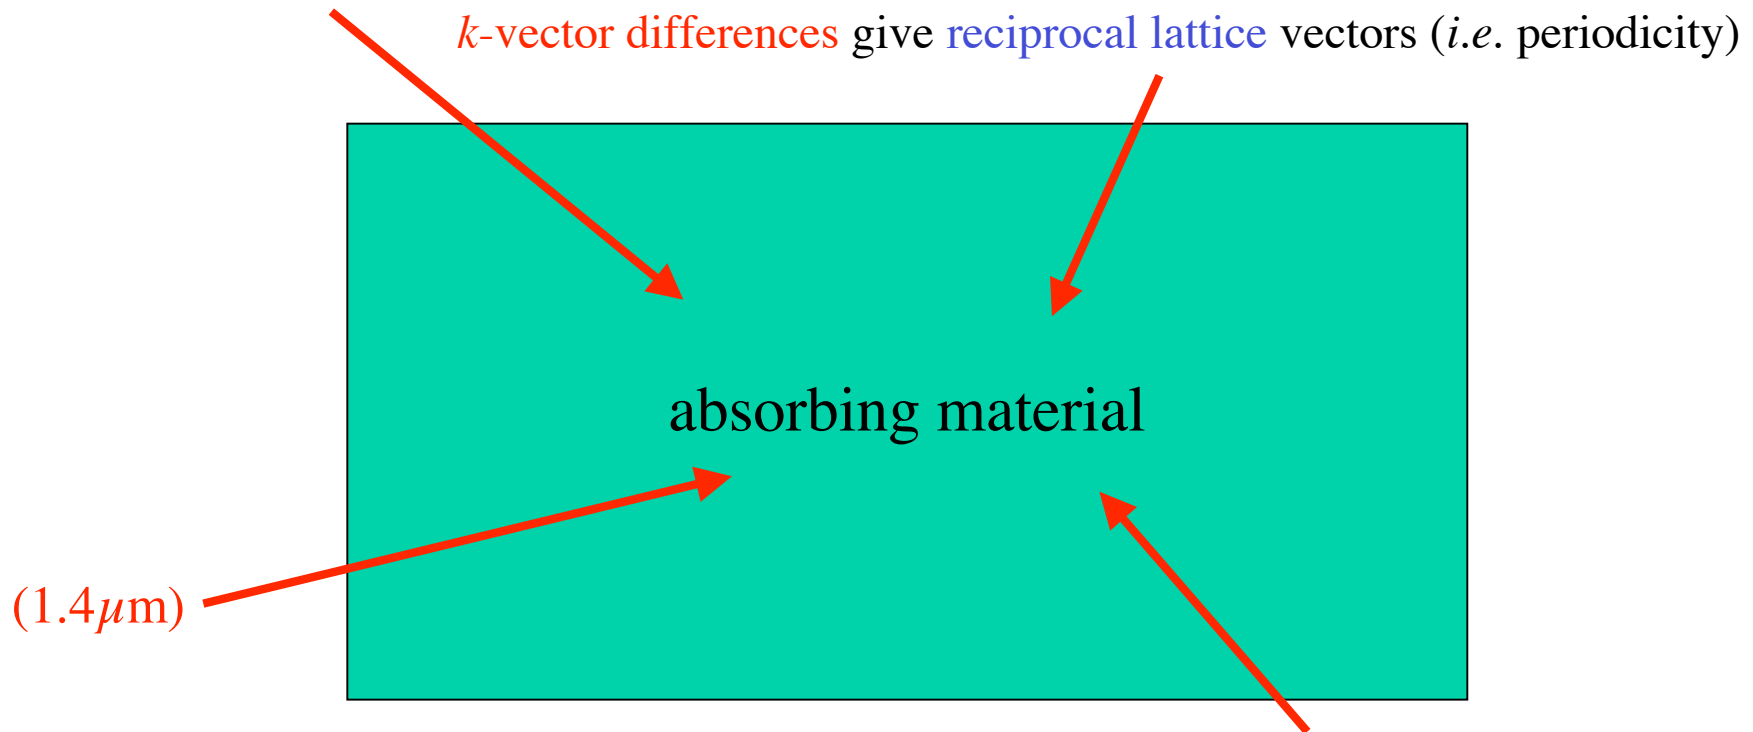 k-vector differences give reciprocal lattice vectors (i.e. periodicity)
absorbing material
(1.4µm)